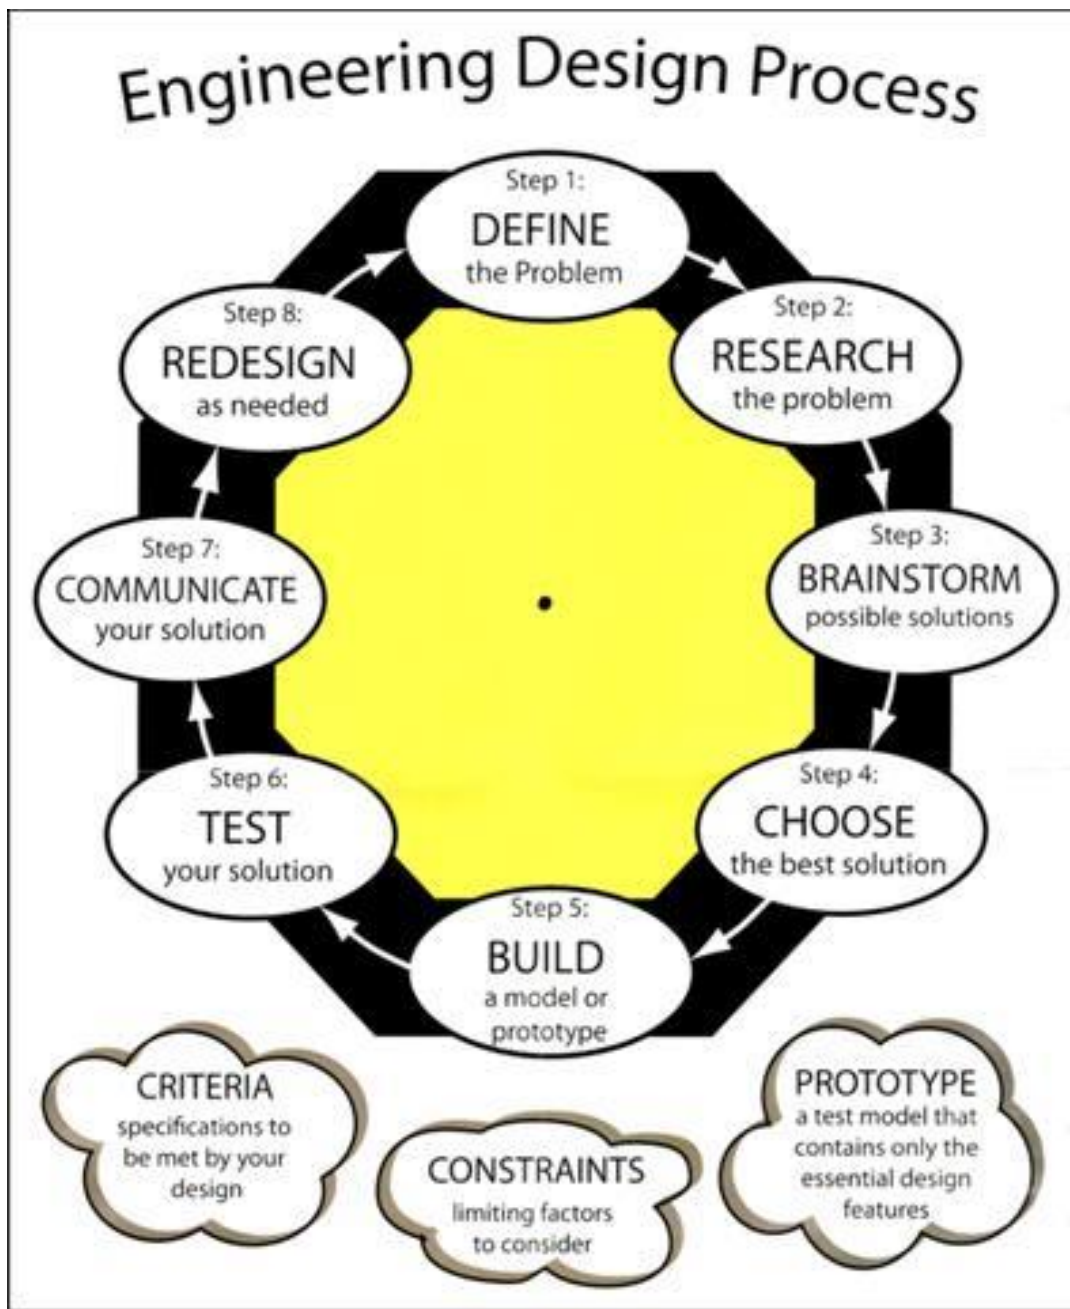 Engineering Design Process
Step 1:
DEFINE
the Problem
Step 2:
RESEARCH
the problem
Step 3:
BRAINSTORM
possible solutions
Step 4:
CHOOSE
the best solution
Step 5:
BUILD
a model or
prototype
Step 6:
TEST
your solution
Step 7:
COMMUNICATE
your solution
Step 8:
REDESIGN
as needed
CRITERIA
specifications to
be met by your
design
CONSTRAINTS
limiting factors
to consider
PROTOTYPE
a test model that
contains only the
essential design
features